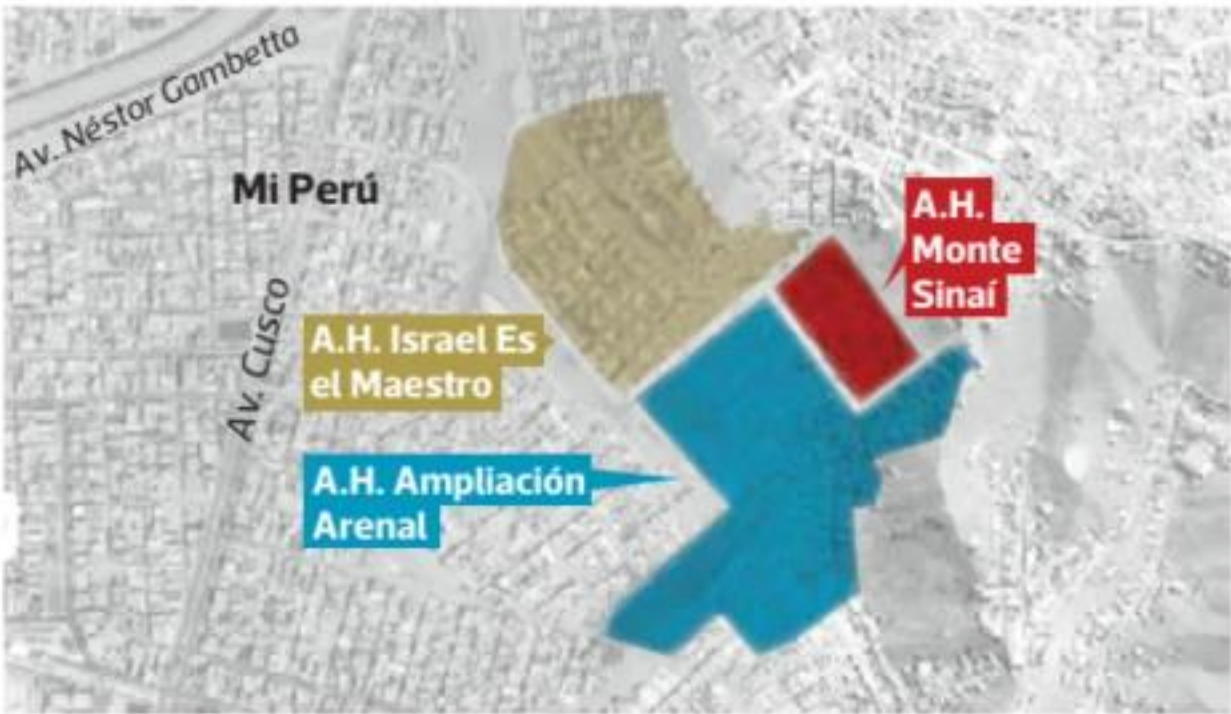 Av. Néstor Gambetta
Mi Perú
A.H.
Monte
Sinaí
Av. Cusco
A.H. Israel Es
el Maestro
A.H. Ampliación
Arenal